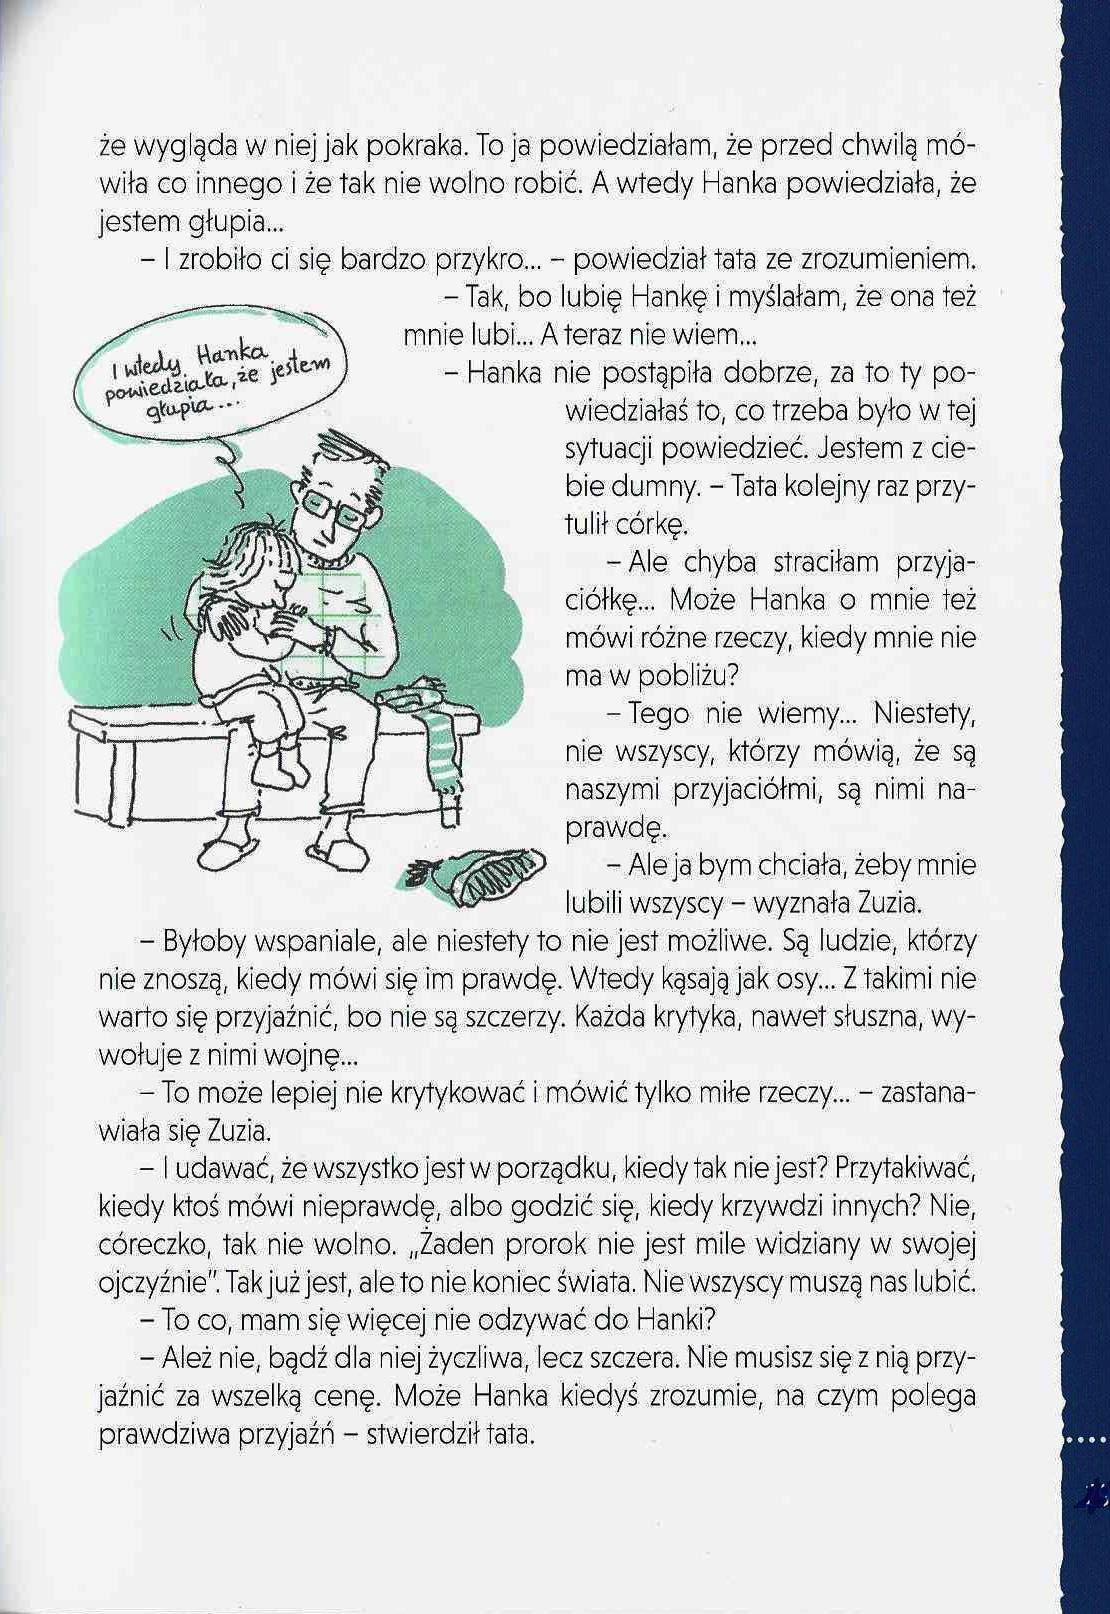 że wygląda w niej jak pokraka. To ja powiedziałam, że przed chwilą mó-
wiła co innego i że tak nie wolno robić. A wtedy Hanka powiedziała, że
jestem głupia...
– I zrobiło ci się bardzo przykro... – powiedział tata ze zrozumieniem.
– Tak, bo lubię Hankę i myślałam, że ona też
mnie lubi... A teraz nie wiem...
I wtedy Hanka
powiedziała, że jestem
głupia...
– Hanka nie postąpiła dobrze, za to ty po-
wiedziałaś to, co trzeba było w tej
sytuacji powiedzieć. Jestem z cie-
bie dumny. – Tata kolejny raz przy-
tulił córkę.
– Ale chyba straciłam przyja-
ciółkę... Może Hanka o mnie też
mówi różne rzeczy, kiedy mnie nie
ma w pobliżu?
– Tego nie wiemy... Niestety,
nie wszyscy, którzy mówią, że są
naszymi przyjaciółmi, są nimi na-
prawdę.
– Ale ja bym chciała, żeby mnie
lubili wszyscy – wyznała Zuzia.
– Byłoby wspaniale, ale niestety to nie jest możliwe. Są ludzie, którzy
nie znoszą, kiedy mówi się im prawdę. Wtedy kąsają jak osy... Z takimi nie
warto się przyjaźnić, bo nie są szczerzy. Każda krytyka, nawet słuszna, wy-
wołuje z nimi wojnę...
– To może lepiej nie krytykować i mówić tylko miłe rzeczy... – zastana-
wiała się Zuzia.
– I udawać, że wszystko jest w porządku, kiedy tak nie jest? Przytakiwać,
kiedy ktoś mówi nieprawdę, albo godzić się, kiedy krzywdzi innych? Nie,
córeczko, tak nie wolno. „Żaden prorok nie jest mile widziany w swojej
ojczyźnie". Tak już jest, ale to nie koniec świata. Nie wszyscy muszą nas lubić.
– To co, mam się więcej nie odzywać do Hanki?
– Ależ nie, bądź dla niej życzliwa, lecz szczera. Nie musisz się z nią przy-
jaźnić za wszelką cenę. Może Hanka kiedyś zrozumie, na czym polega
prawdziwa przyjaźń – stwierdził tata.